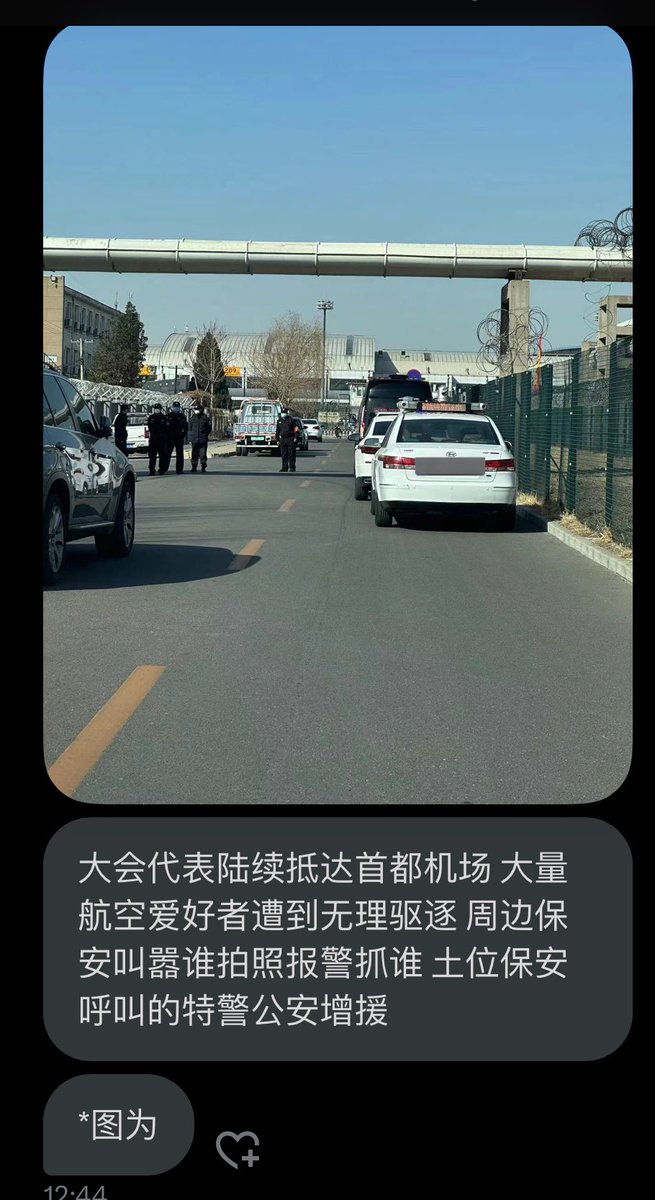 大会代表陆续抵达首都机场 大量
航空爱好者遭到无理驱逐 周边保
安叫嚣谁拍照报警抓谁 土位保安
呼叫的特警公安增援
*图为
12:44